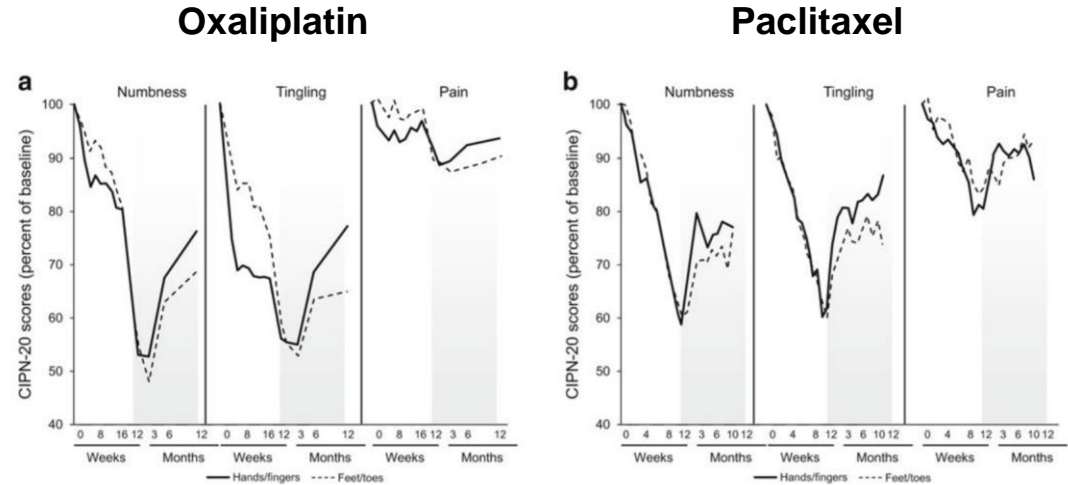 Oxaliplatin
Paclitaxel
a
Numbness
Tingling
Pain
CIPN-20 scores (percent of baseline)
100
90
80
70
60
50
40
0 8 16 12 3 6 12
Weeks Months
0 8 16 12 3 6 12
Weeks Months
0 8 16 12 3 6 12
Weeks Months
Hands/fingers Feet/toes
b
Numbness
Tingling
Pain
CIPN-20 scores (percent of baseline)
100
90
80
70
60
50
40
0 4 8 12 3 6 10 12
Weeks Months
0 4 8 12 3 6 10 12
Weeks Months
0 4 8 12 3 6 10 12
Weeks Months
Hands/fingers Feet/toes